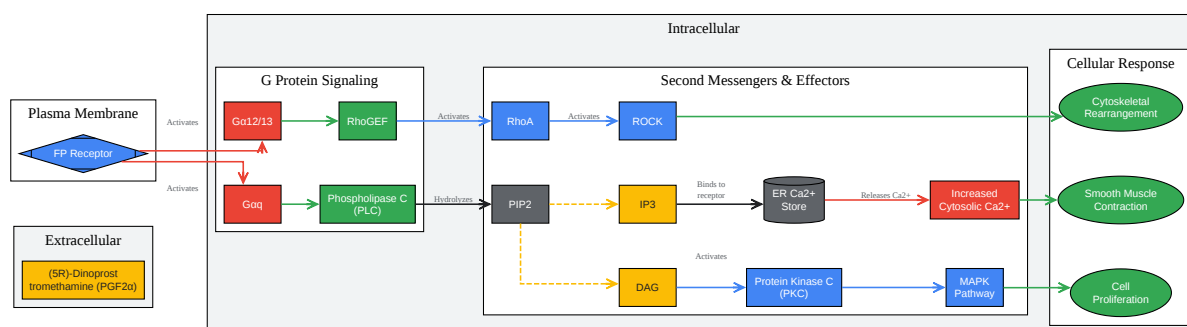 Intracellular
Plasma Membrane
FP Receptor
Extracellular
(5R)-Dinoprost
tromethamine (PGF2α)
Activates
Activates
G Protein Signaling
Gα12/13
RhoGEF
Gαq
Phospholipase C
(PLC)
Activates
Hydrolyzes
Second Messengers & Effectors
RhoA
Activates
ROCK
PIP2
IP3
Binds to
receptor
ER Ca2+
Store
Releases Ca2+
Increased
Cytosolic Ca2+
DAG
Activates
Protein Kinase C
(PKC)
MAPK
Pathway
Cellular Response
Cytoskeletal
Rearrangement
Smooth Muscle
Contraction
Cell
Proliferation